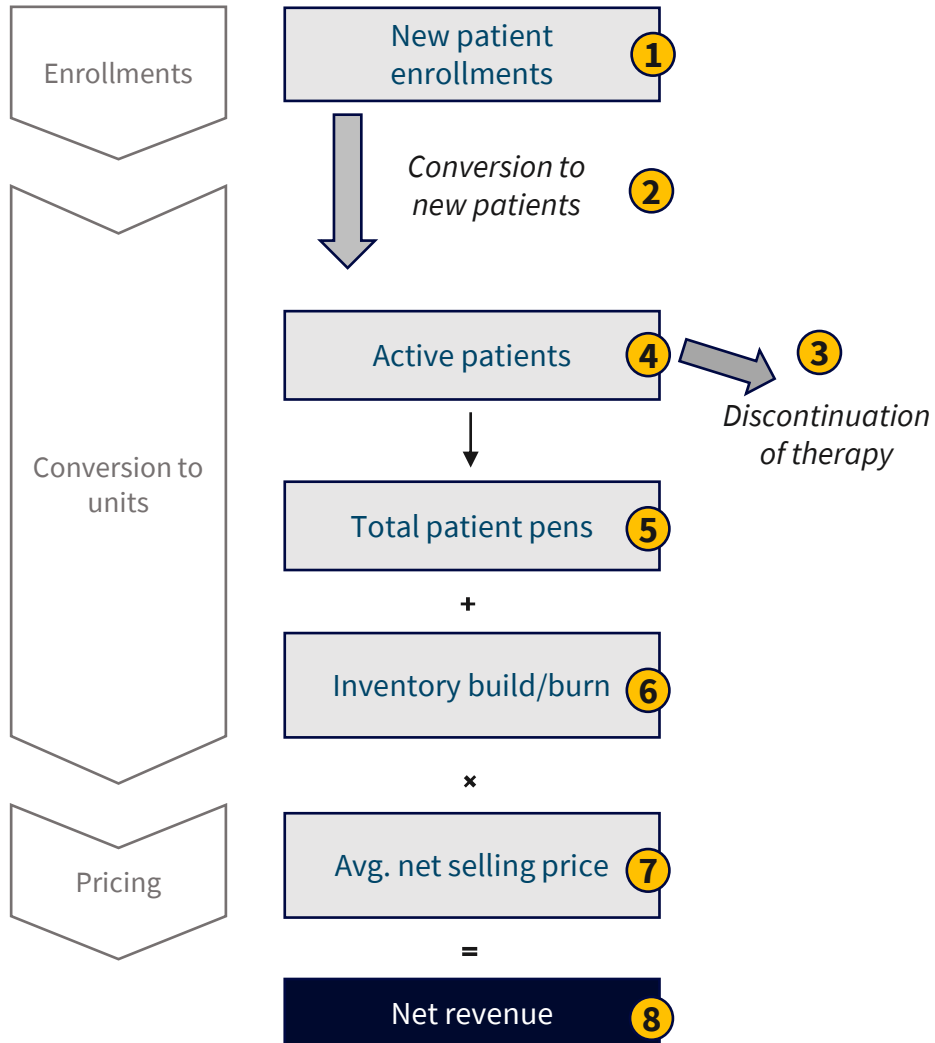 Enrollments
New patient
enrollments
1
Conversion to
new patients
2
Conversion to
units
Active patients
4
3
Discontinuation
of therapy
Total patient pens
5
+
Inventory build/burn
6
×
Pricing
Avg. net selling price
7
=
Net revenue
8